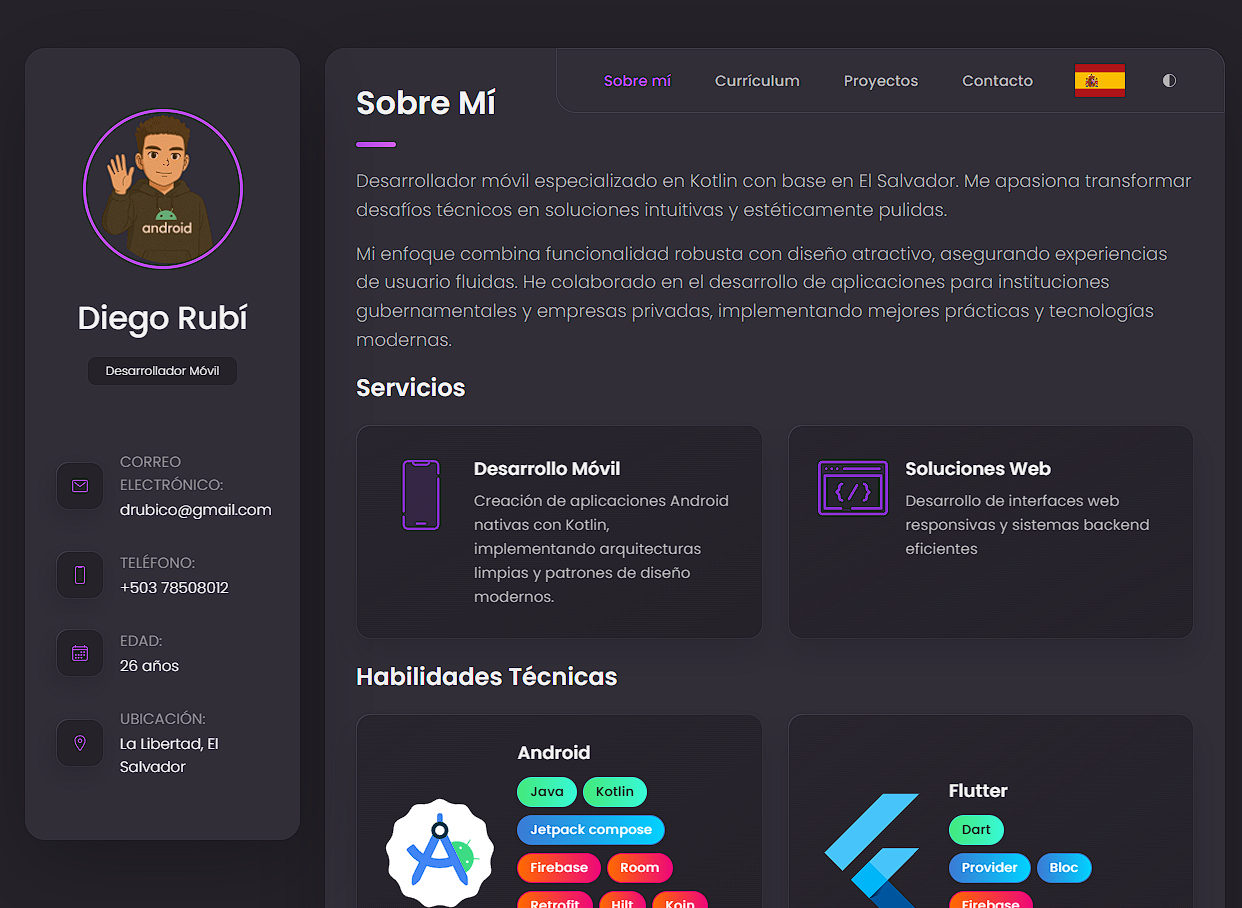 android
Diego Rubí
Desarrollador Móvil
CORREO
ELECTRÓNICO:
drubico@gmail.com
TELÉFONO:
+503 78508012
EDAD:
26 años
UBICACIÓN:
La Libertad, El
Salvador
Sobre mí
Currículum
Proyectos
Contacto
Sobre Mí
Desarrollador móvil especializado en Kotlin con base en El Salvador. Me apasiona transformar
desafíos técnicos en soluciones intuitivas y estéticamente pulidas.
Mi enfoque combina funcionalidad robusta con diseño atractivo, asegurando experiencias
de usuario fluidas. He colaborado en el desarrollo de aplicaciones para instituciones
gubernamentales y empresas privadas, implementando mejores prácticas y tecnologías
modernas.
Servicios
Desarrollo Móvil
Creación de aplicaciones Android
nativas con Kotlin,
implementando arquitecturas
limpias y patrones de diseño
modernos.
Soluciones Web
Desarrollo de interfaces web
responsivas y sistemas backend
eficientes
Habilidades Técnicas
Android
Java
Kotlin
Jetpack compose
Firebase
Room
Retrofit
Hilt
Koin
Flutter
Dart
Provider
Bloc
Firebase